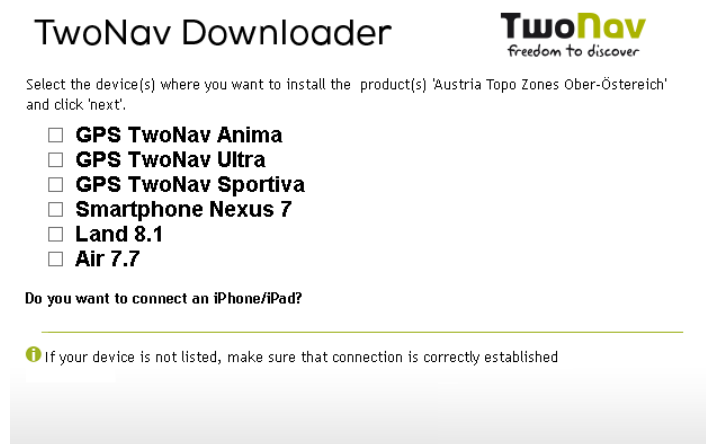 TwoNav Downloader
TwoNav
freedom to discover
Select the device(s) where you want to install the product(s) 'Austria Topo Zones Ober-Östereich'
and click 'next'.
GPS TwoNav Anima
GPS TwoNav Ultra
GPS TwoNav Sportiva
Smartphone Nexus 7
Land 8.1
Air 7.7
Do you want to connect an iPhone/iPad?
If your device is not listed, make sure that connection is correctly established